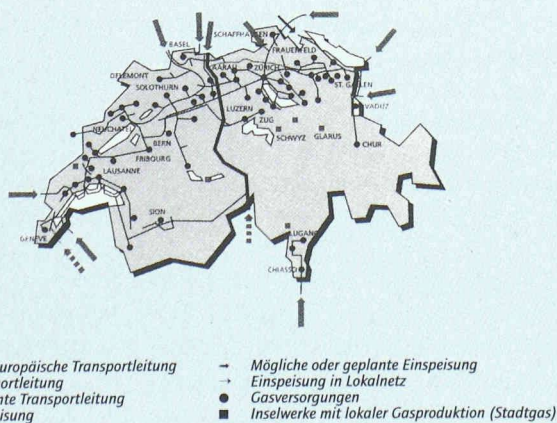 SCHAFFHAUSEN
BASEL
FRAUENFELD
AARAU
ZÜRICH
DELEMONT
ST. GALLEN
SOLOTHURN
LUZERN
VADUZ
ZUG
NEUCHATEL
SCHWYZ
GLARUS
BERN
CHUR
FRIBOURG
LAUSANNE
SION
GENEVE
LUGANO
CHIASSO
uropäische Transportleitung
portleitung
nte Transportleitung
eisung
Mögliche oder geplante Einspeisung
Einspeisung in Lokalnetz
Gasversorgungen
Inselwerke mit lokaler Gasproduktion (Stadtgas)